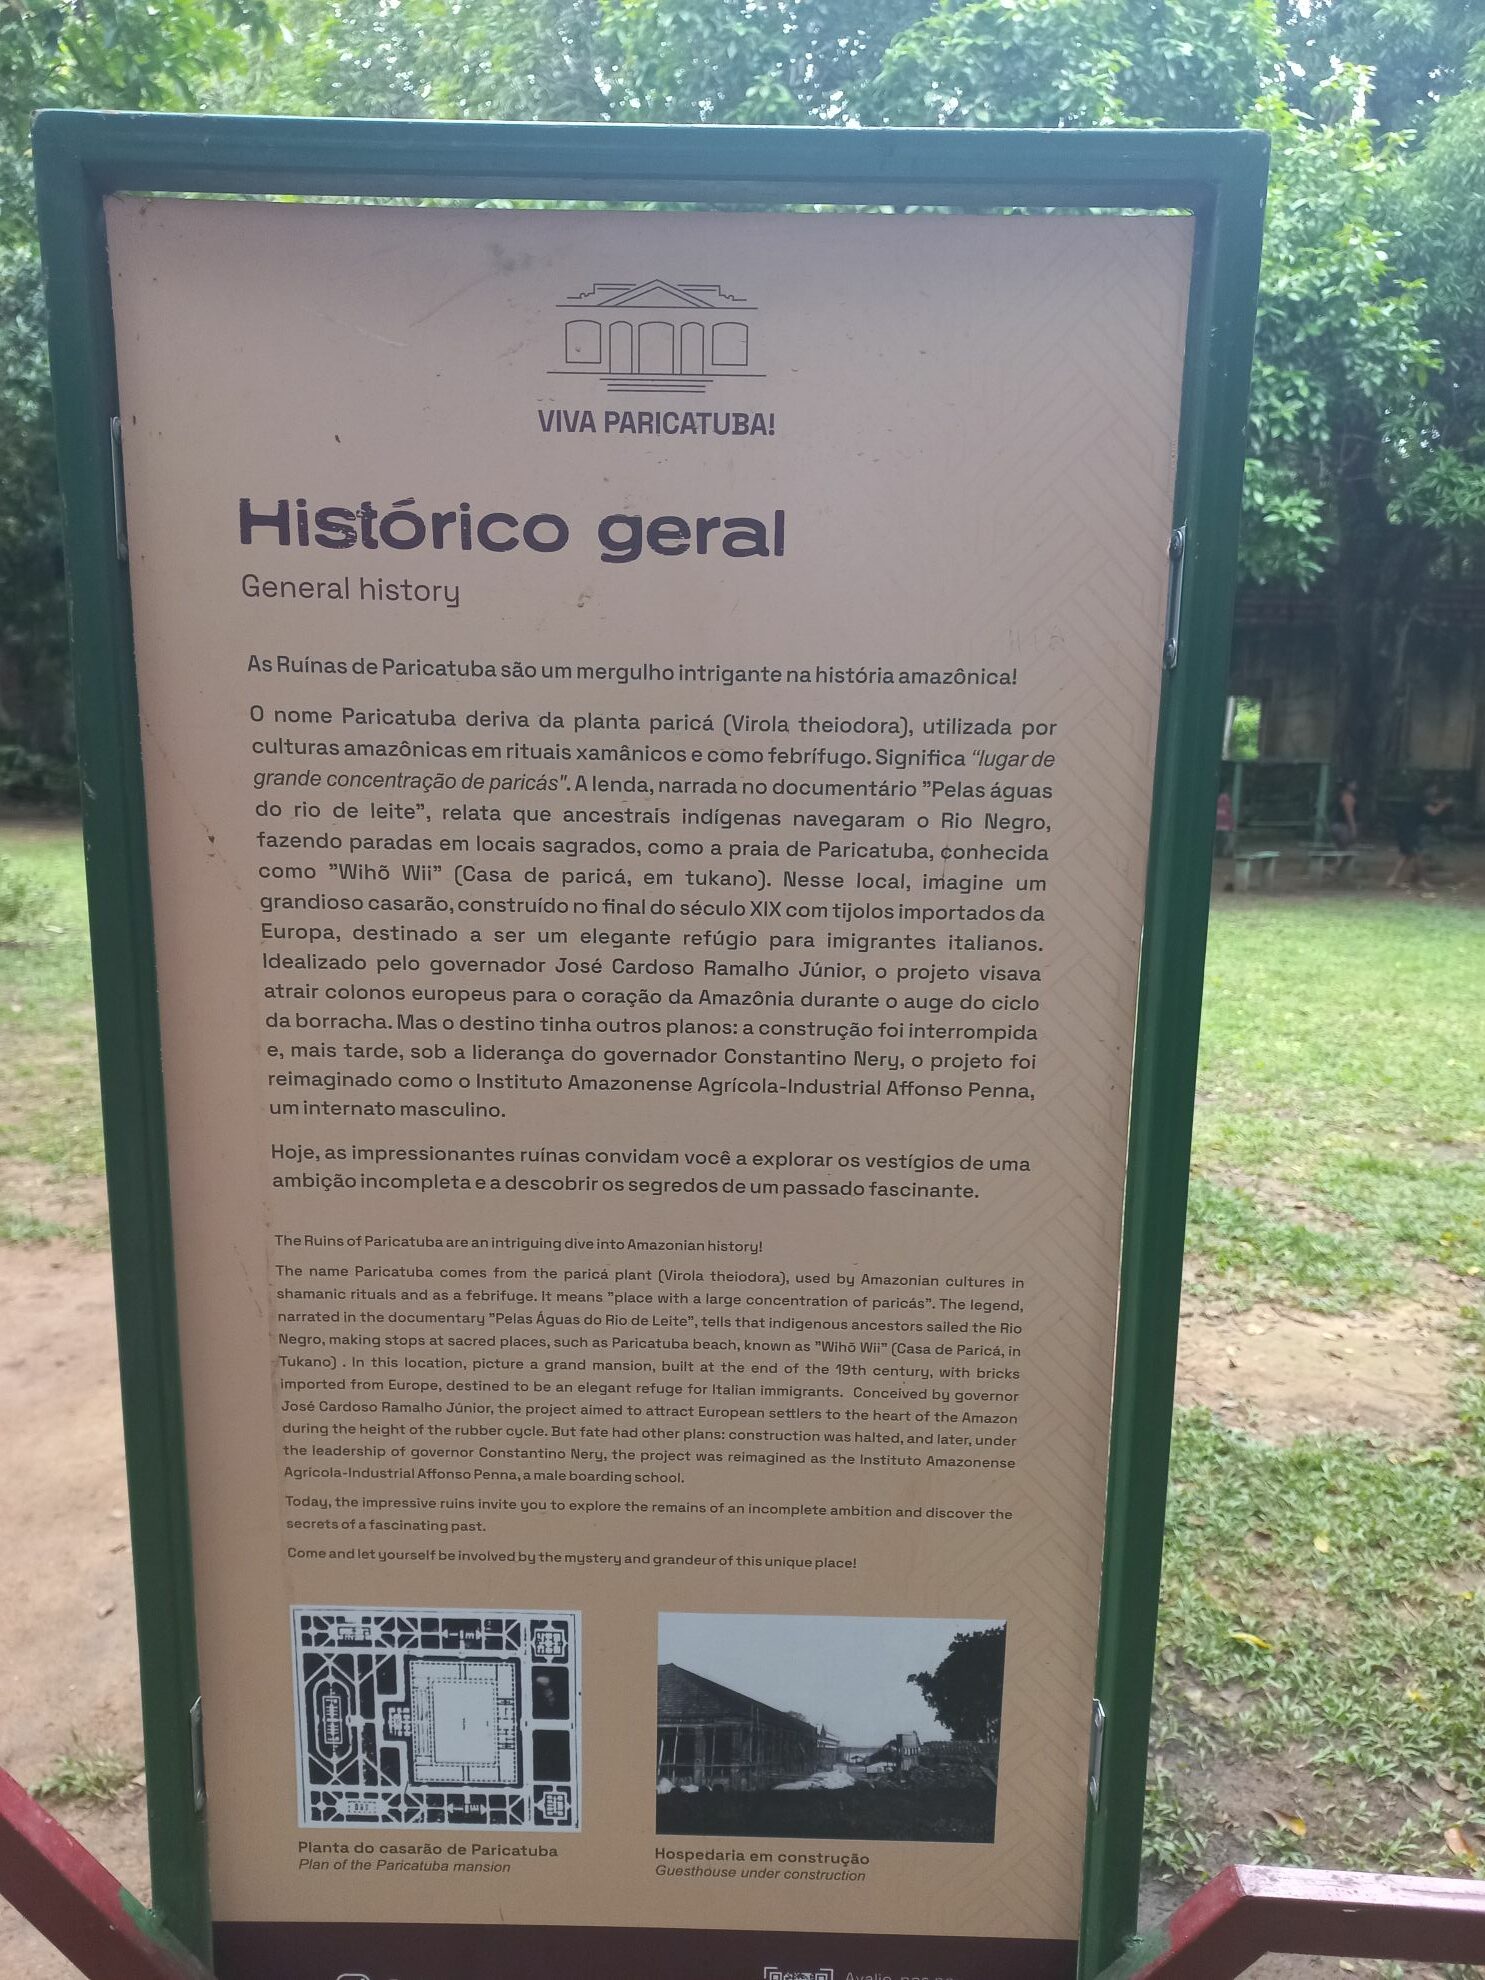 VIVA PARICATUBA!
Histórico geral
General history
As Ruínas de Paricatuba são um mergulho intrigante na história amazônica!
O nome Paricatuba deriva da planta paricá (Virola theiodora), utilizada por
culturas amazônicas em rituais xamânicos e como febrífugo. Significa “lugar de
grande concentração de paricás". A lenda, narrada no documentário "Pelas águas
do rio de leite", relata que ancestrais indígenas navegaram o Rio Negro,
fazendo paradas em locais sagrados, como a praia de Paricatuba, conhecida
como "Wihõ Wii" (Casa de paricá, em tukano). Nesse local, imagine um
grandioso casarão, construído no final do século XIX com tijolos importados da
Europa, destinado a ser um elegante refúgio para imigrantes italianos.
Idealizado pelo governador José Cardoso Ramalho Júnior, o projeto visava
atrair colonos europeus para o coração da Amazônia durante o auge do ciclo
da borracha. Mas o destino tinha outros planos: a construção foi interrompida
e, mais tarde, sob a liderança do governador Constantino Nery, o projeto foi
reimaginado como o Instituto Amazonense Agrícola-Industrial Affonso Penna,
um internato masculino.
Hoje, as impressionantes ruínas convidam você a explorar os vestígios de uma
ambição incompleta e a descobrir os segredos de um passado fascinante.
The Ruins of Paricatuba are an intriguing dive into Amazonian history!
The name Paricatuba comes from the paricá plant (Virola theiodora), used by Amazonian cultures in
shamanic rituals and as a febrifuge. It means "place with a large concentration of paricás". The legend,
narrated in the documentary "Pelas Águas do Rio de Leite", tells that indigenous ancestors sailed the Rio
Negro, making stops at sacred places, such as Paricatuba beach, known as "Wihõ Wii" (Casa de Paricá, in
Tukano) . In this location, picture a grand mansion, built at the end of the 19th century, with bricks
imported from Europe, destined to be an elegant refuge for Italian immigrants. Conceived by governor
José Cardoso Ramalho Júnior, the project aimed to attract European settlers to the heart of the Amazon
during the height of the rubber cycle. But fate had other plans: construction was halted, and later, under
the leadership of governor Constantino Nery, the project was reimagined as the Instituto Amazonense
Agrícola-Industrial Affonso Penna, a male boarding school.
Today, the impressive ruins invite you to explore the remains of an incomplete ambition and discover the
secrets of a fascinating past.
Come and let yourself be involved by the mystery and grandeur of this unique place!
Planta do casarão de Paricatuba
Plan of the Paricatuba mansion
Hospedaria em construção
Guesthouse under construction